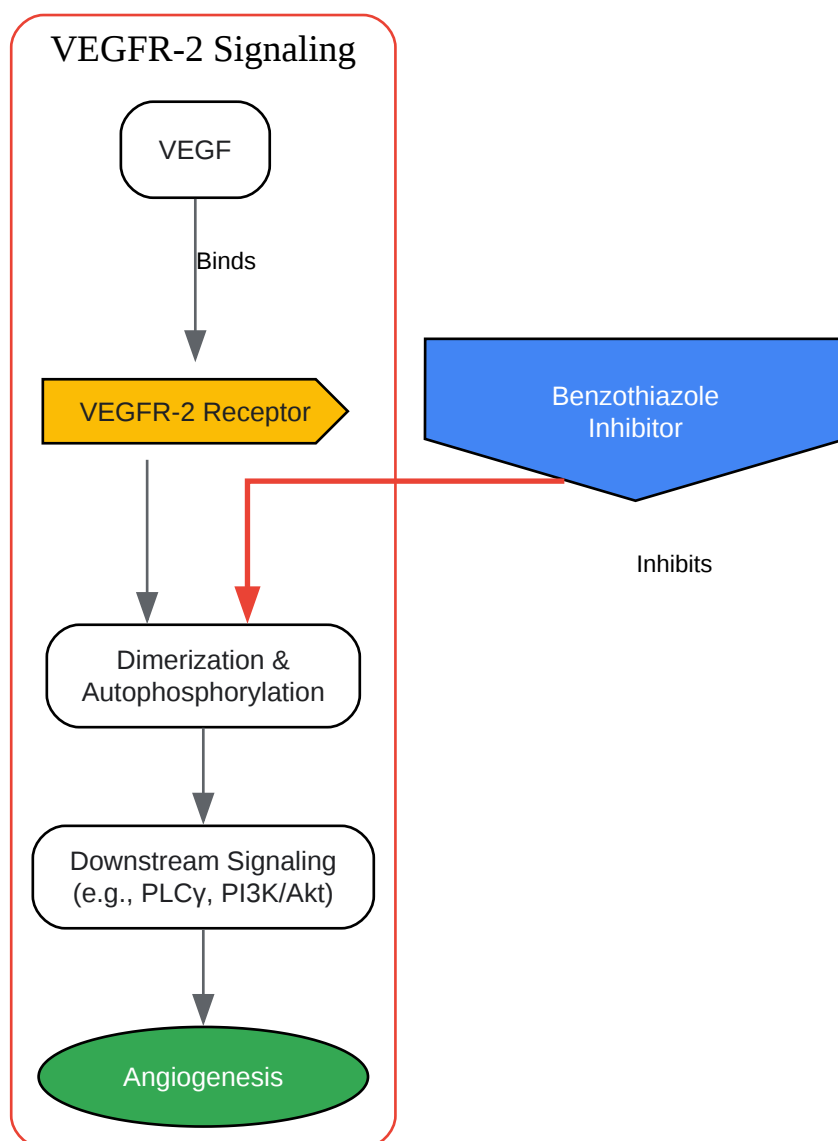 VEGFR-2 Signaling
VEGF
Binds
VEGFR-2 Receptor
Benzothiazole
Inhibitor
Inhibits
Dimerization &
Autophosphorylation
Downstream Signaling
(e.g., PLCγ, PI3K/Akt)
Angiogenesis